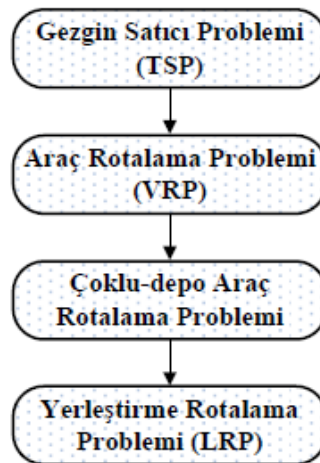 Gezgin Satıcı Problemi
(TSP)
Araç Rotalama Problemi
(VRP)
Çoklu-depo Araç
Rotalama Problemi
Yerleştirme Rotalama
Problemi (LRP)